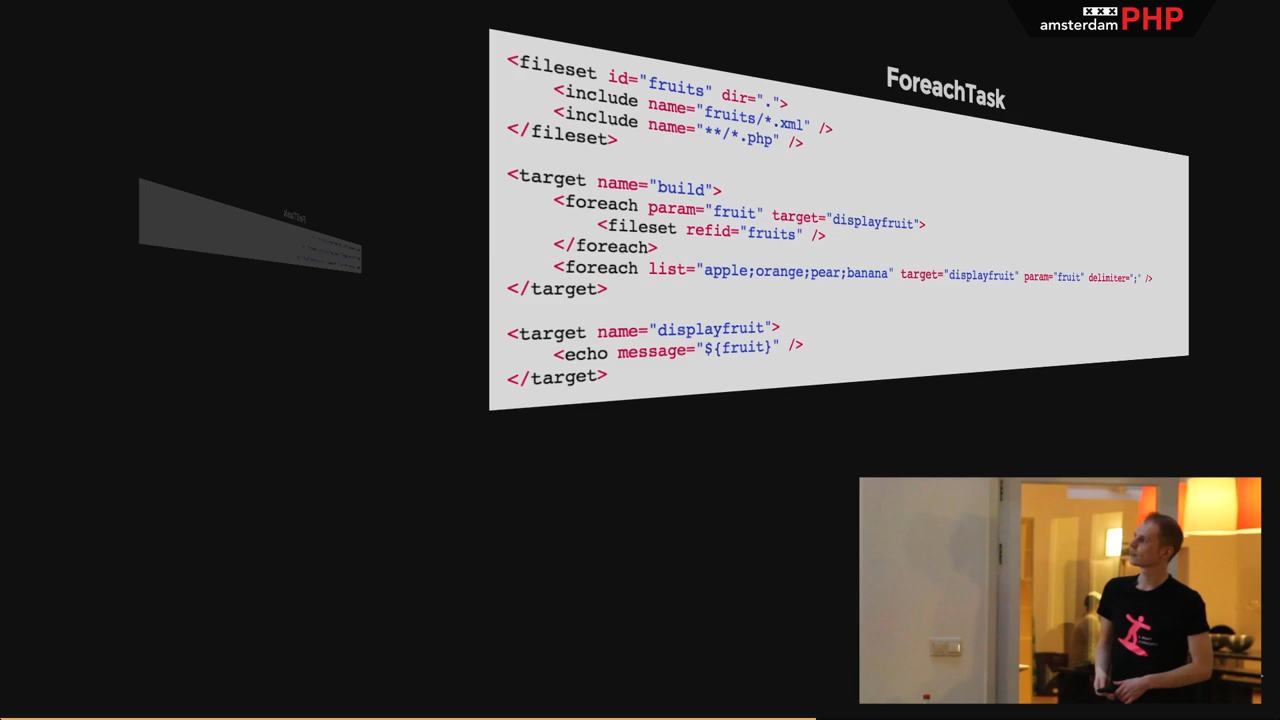 amsterdamPHP
ForeachTask
<fileset id="fruits" dir=".">
<include name="fruits/*.xml" />
<include name="**/*.php" />
</fileset>
<target name="build">
<foreach param="fruit" target="displayfruit">
<fileset refid="fruits" />
</foreach>
<foreach list="apple;orange;pear;banana" target="displayfruit" param="fruit" delimiter=";" />
</target>
<target name="displayfruit">
<echo message="${fruit}" />
</target>